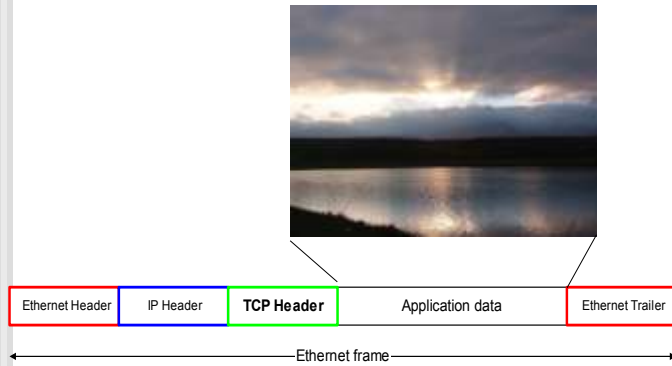 Ethernet Header IP Header TCP Header Application data Ethernet Trailer
Ethernet frame